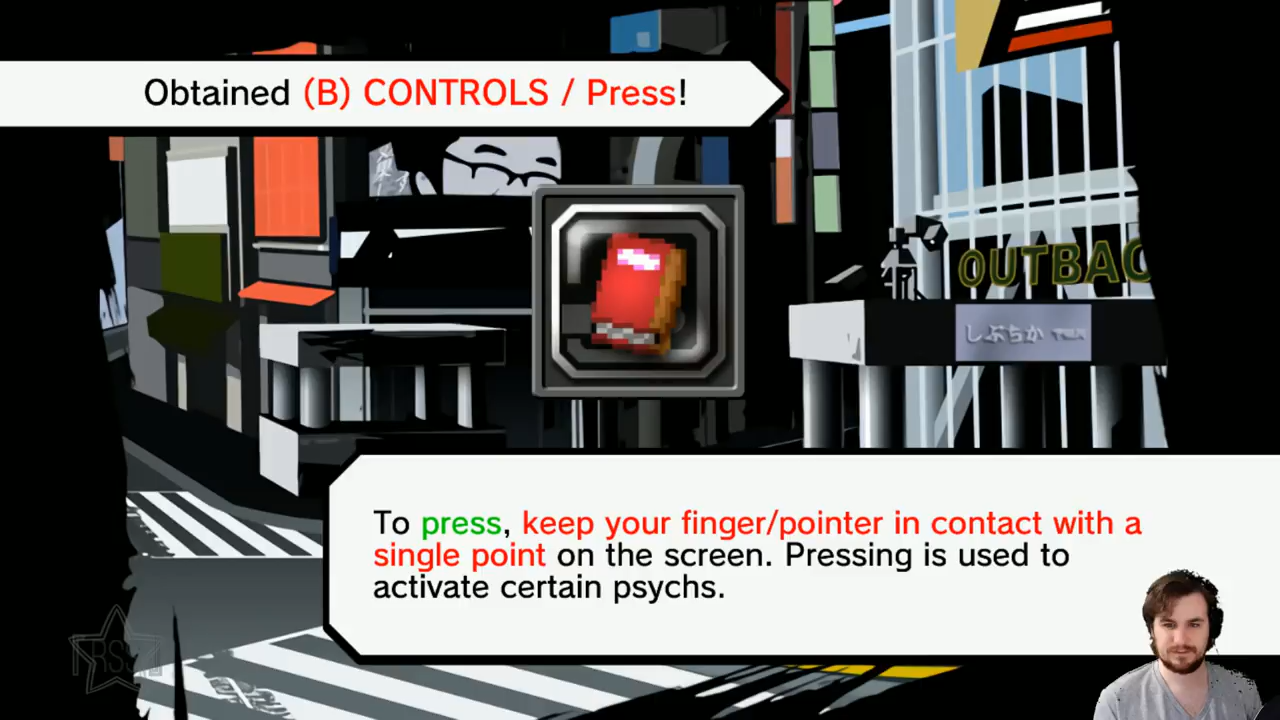 Obtained (B) CONTROLS / Press!
OUTBAC
しぶちか
To press, keep your finger/pointer in contact with a
single point on the screen. Pressing is used to
activate certain psychs.